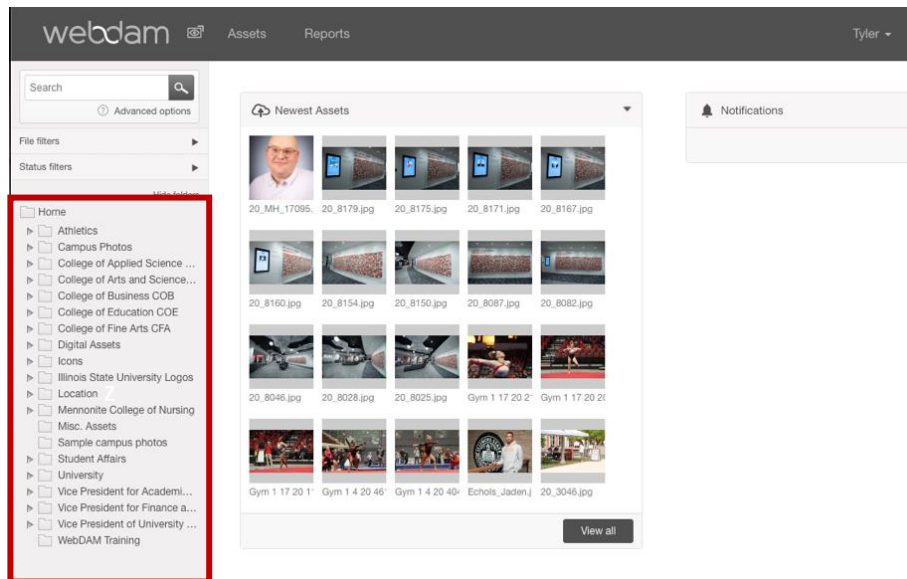 webdam
Assets
Reports
Tyler
Search
Advanced options
File filters
Status filters
Hide folders
Home
Athletics
Campus Photos
College of Applied Science ...
College of Arts and Science...
College of Business COB
College of Education COE
College of Fine Arts CFA
Digital Assets
Icons
Illinois State University Logos
Location
Z
Mennonite College of Nursing
Misc. Assets
Sample campus photos
Student Affairs
University
Vice President for Academi...
Vice President for Finance a...
Vice President of University ...
WebDAM Training
Newest Assets
20_MH_17095. 20_8179.jpg 20_8175.jpg 20_8171.jpg 20_8167.jpg
20_8160.jpg 20_8154.jpg 20_8150.jpg 20_8087.jpg 20_8082.jpg
20_8046.jpg 20_8028.jpg 20_8025.jpg Gym 1 17 20 2 Gym 1 17 20 20
Gym 1 17 20 1 Gym 1 4 20 46 Gym 1 4 20 40 Echols_Jaden.j 20_3046.jpg
View all
Notifications